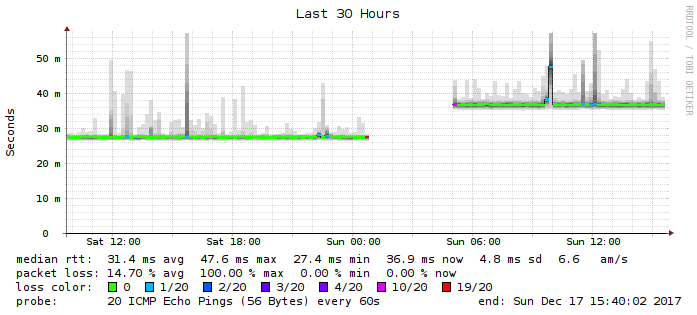 Last 30 Hours
RRDTOOL / TOBI OETIKER
Seconds
50 m
40 m
30 m
20 m
10 m
0
Sat 12:00 Sat 18:00 Sun 00:00 Sun 06:00 Sun 12:00
median rtt: 31.4 ms avg 47.6 ms max 27.4 ms min 36.9 ms now 4.8 ms sd 6.6 am/s
packet loss: 14.70 % avg 100.00 % max 0.00 % min 0.00 % now
loss color: 0 1/20 2/20 3/20 4/20 10/20 19/20
probe: 20 ICMP Echo Pings (56 Bytes) every 60s end: Sun Dec 17 15:40:02 2017